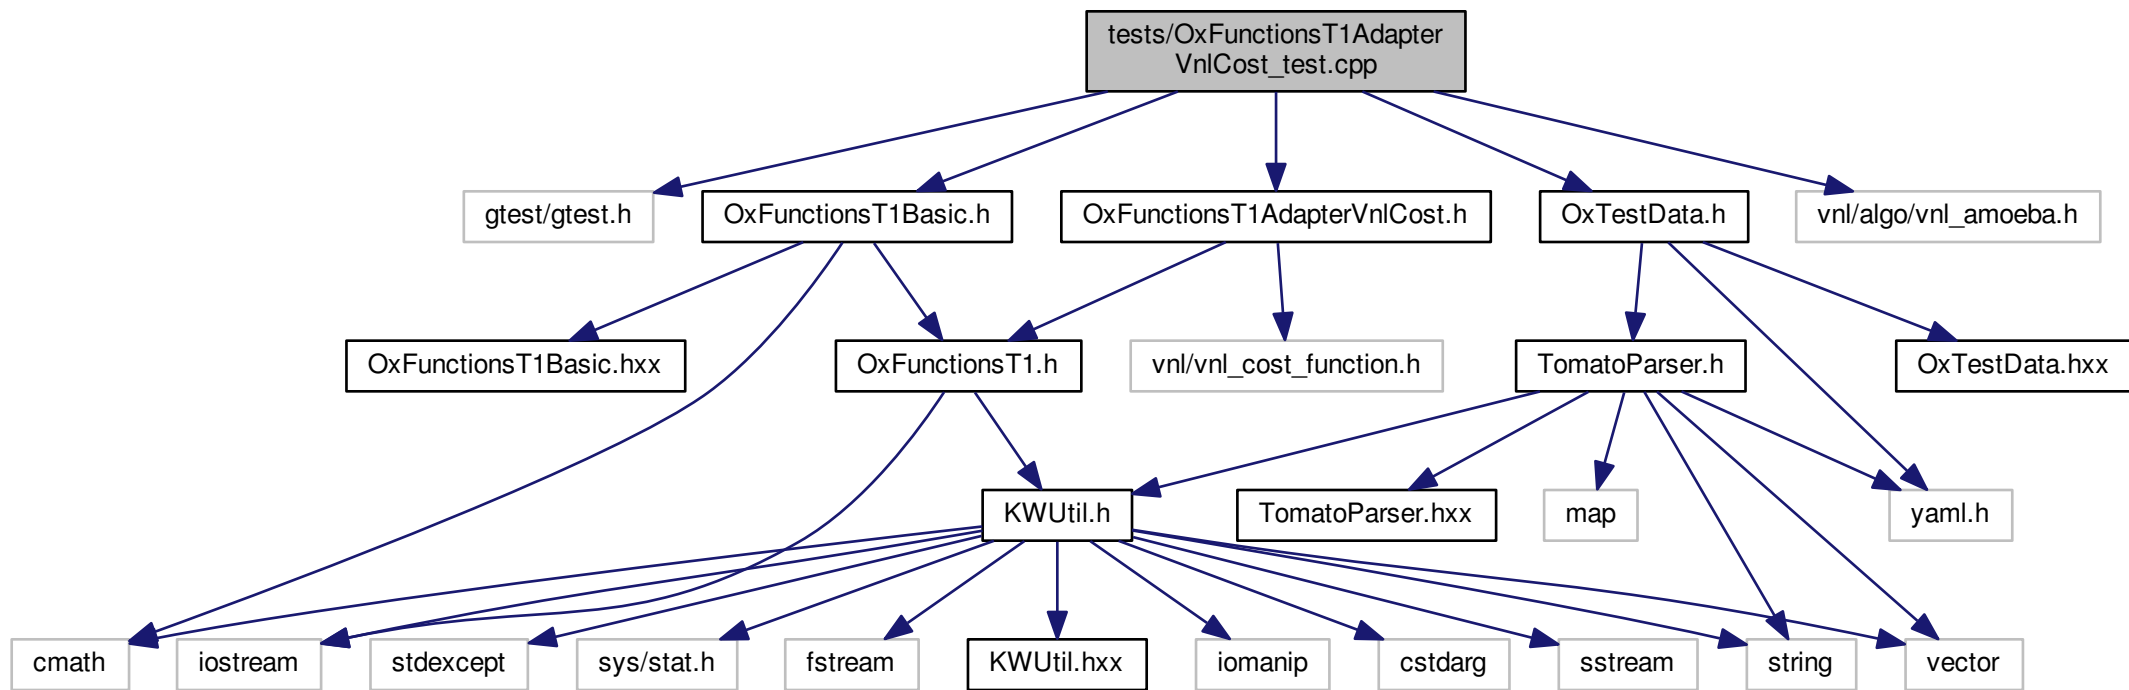 tests/OxFunctionsT1Adapter
VnlCost_test.cpp
gtest/gtest.h
OxFunctionsT1Basic.h
OxFunctionsT1AdapterVnlCost.h
OxTestData.h
vnl/algo/vnl_amoeba.h
OxFunctionsT1Basic.hxx
OxFunctionsT1.h
vnl/vnl_cost_function.h
TomatoParser.h
OxTestData.hxx
KWUtil.h
TomatoParser.hxx
map
yaml.h
cmath
iostream
stdexcept
sys/stat.h
fstream
KWUtil.hxx
iomanip
cstdarg
sstream
string
vector